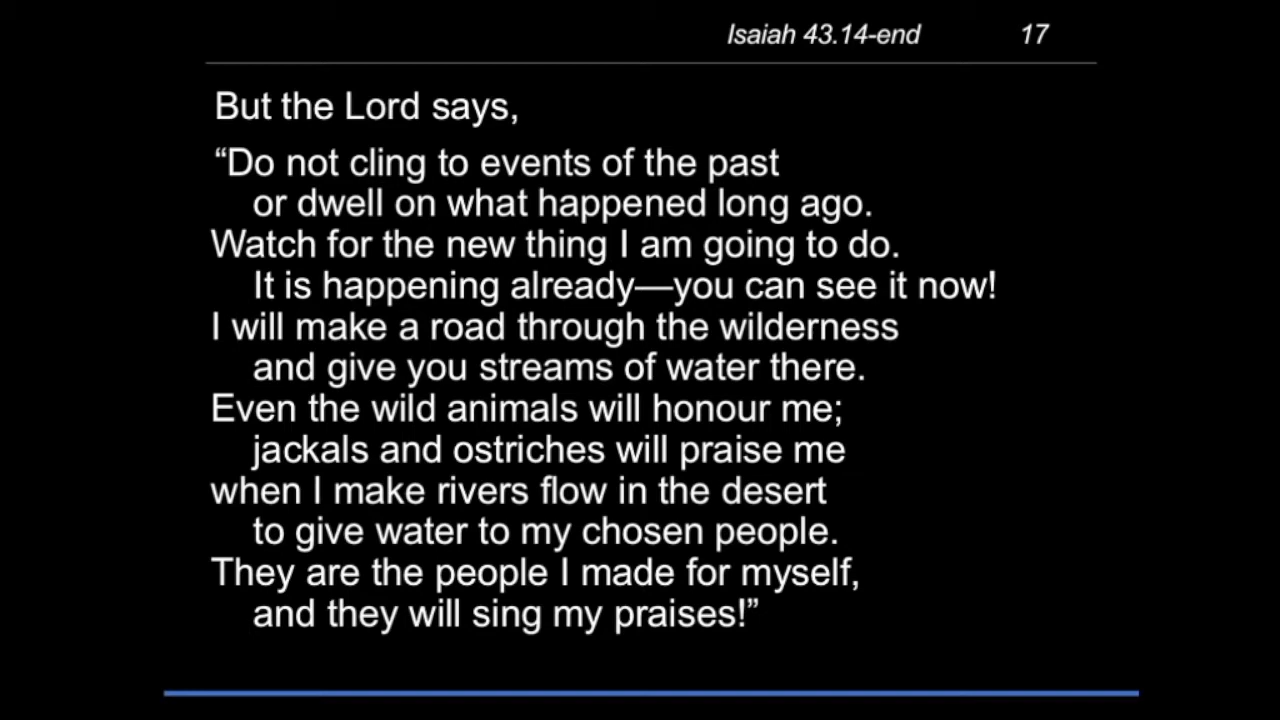 Isaiah 43.14-end 17
But the Lord says,
“Do not cling to events of the past
or dwell on what happened long ago.
Watch for the new thing I am going to do.
It is happening already—you can see it now!
I will make a road through the wilderness
and give you streams of water there.
Even the wild animals will honour me;
jackals and ostriches will praise me
when I make rivers flow in the desert
to give water to my chosen people.
They are the people I made for myself,
and they will sing my praises!”